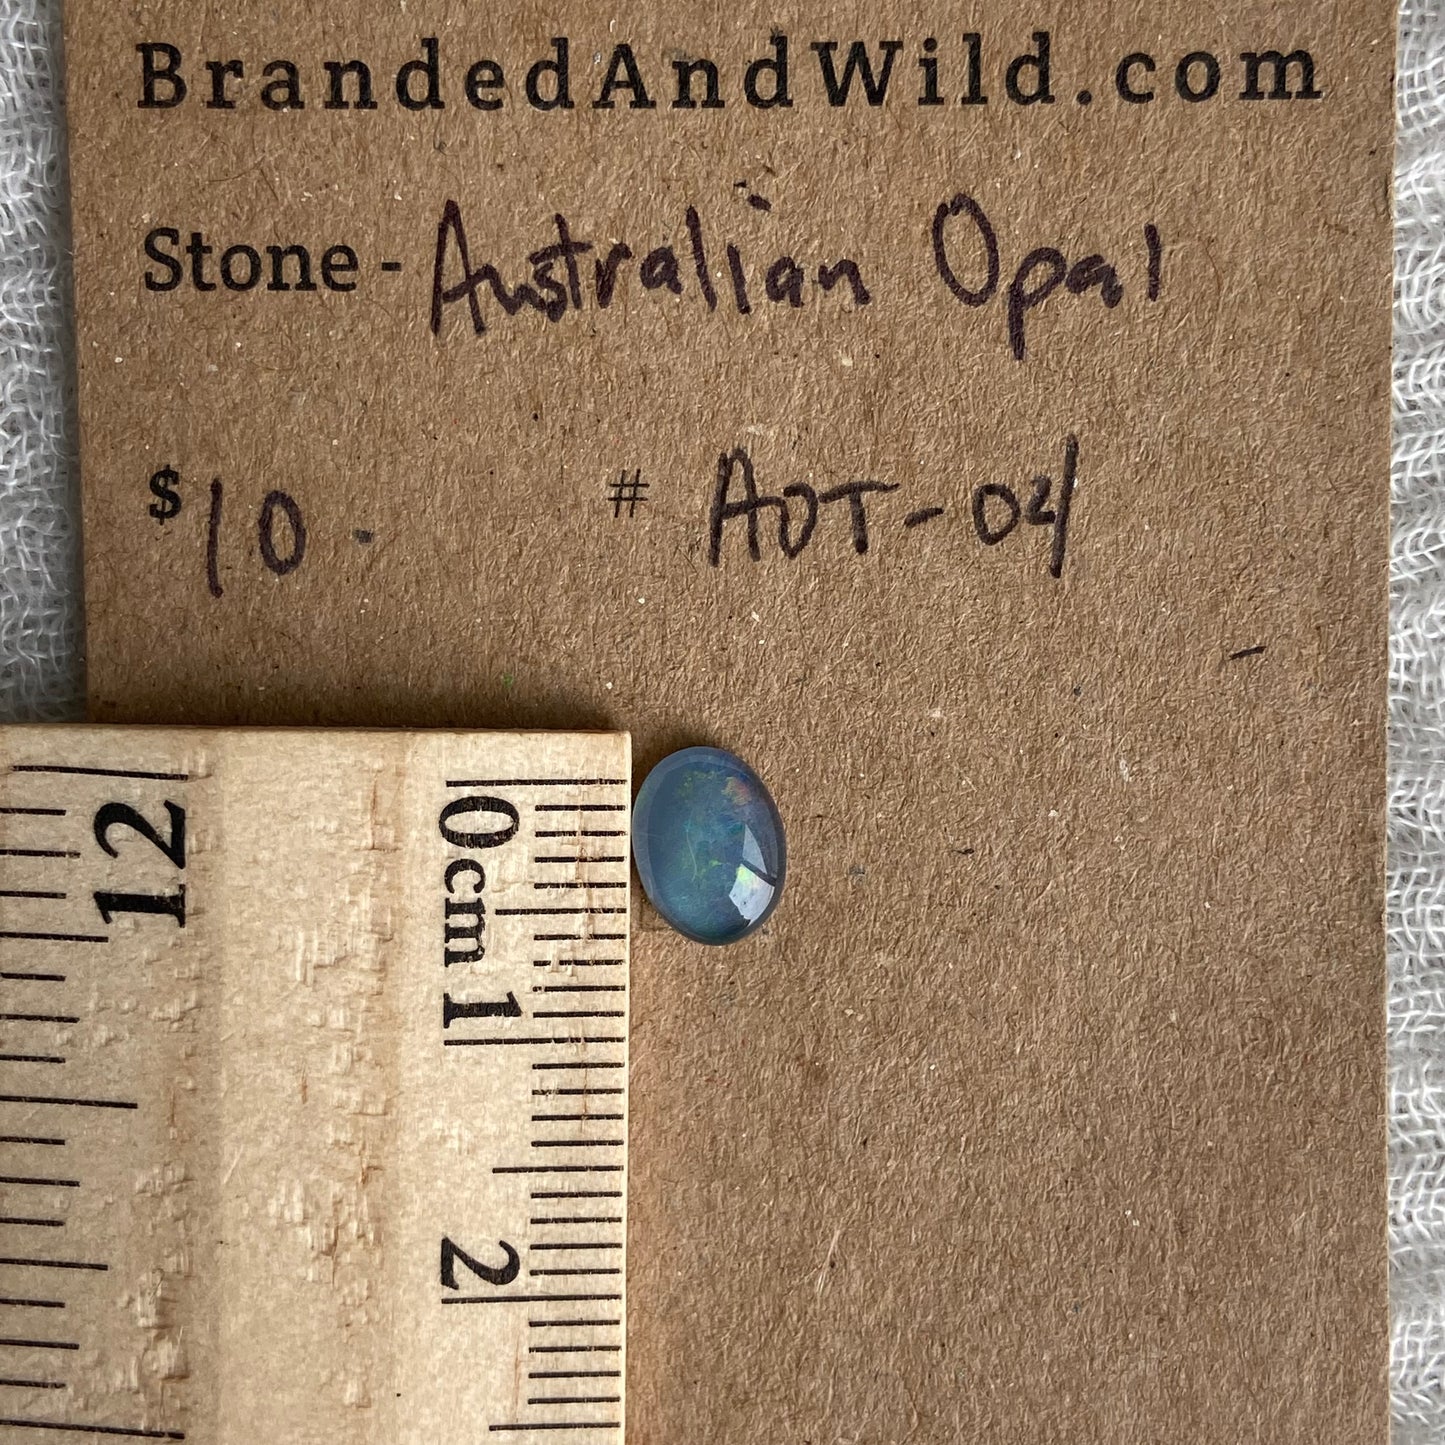 BrandedAndWild.com
Stone - Australian Opal
$10 - # AOT-04
12
0cm
1
2